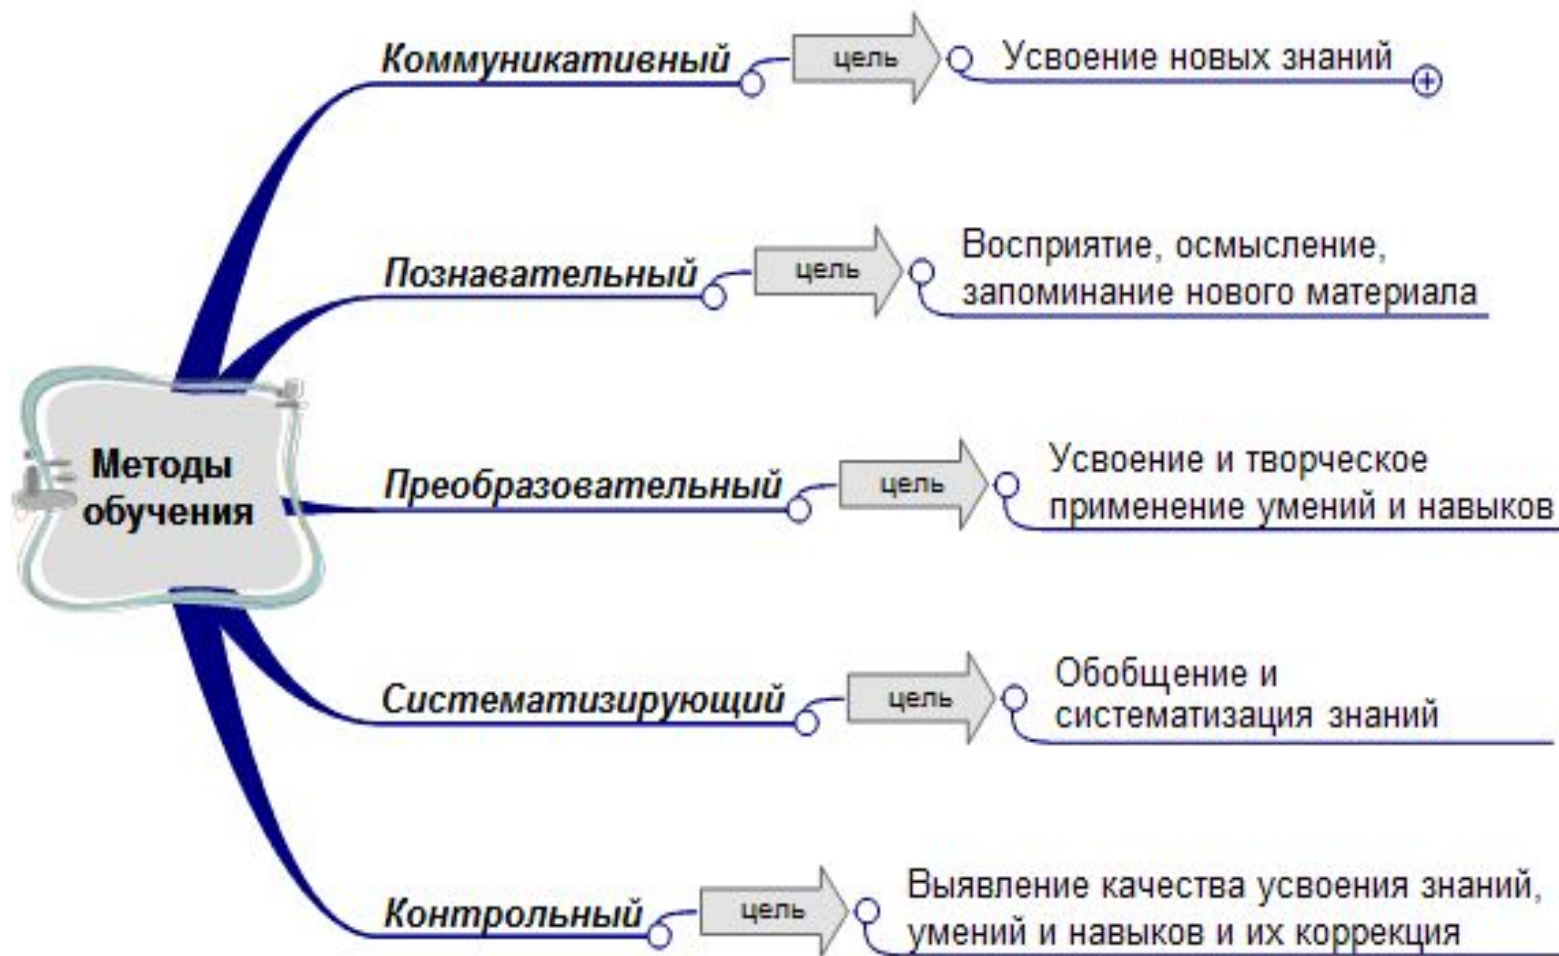 Методы
обучения
Коммуникативный
цель
Усвоение новых знаний
Познавательный
цель
Восприятие, осмысление,
запоминание нового материала
Преобразовательный
цель
Усвоение и творческое
применение умений и навыков
Систематизирующий
цель
Обобщение и
систематизация знаний
Контрольный
цель
Выявление качества усвоения знаний,
умений и навыков и их коррекция